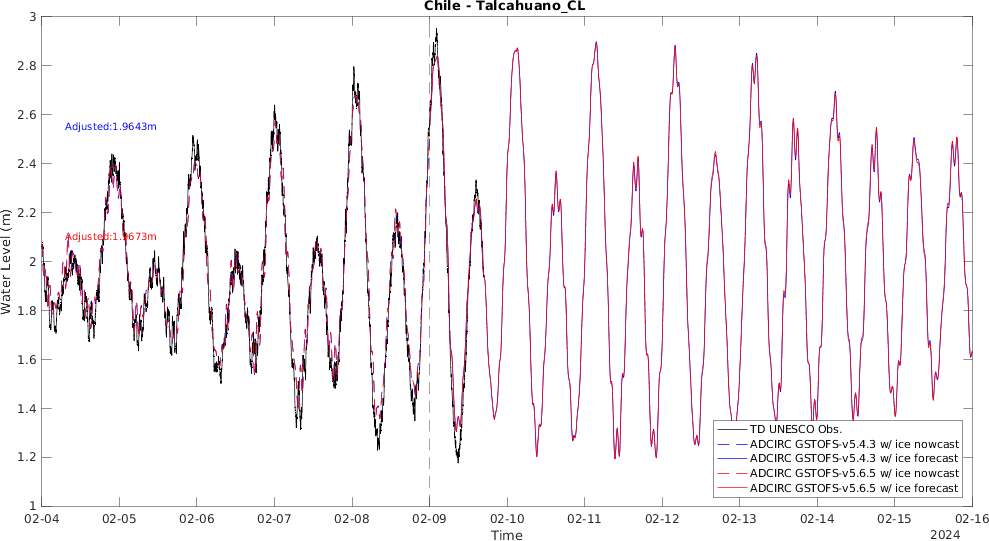 Chile - Talcahuano_CL
3
2.8
2.6
2.4
2.2
2
1.8
1.6
1.4
1.2
1
Water Level (m)
Adjusted:1.9643m
Adjusted:1.9673m
TD UNESCO Obs.
ADCIRC GSTOFS-v5.4.3 w/ ice nowcast
ADCIRC GSTOFS-v5.4.3 w/ ice forecast
ADCIRC GSTOFS-v5.6.5 w/ ice nowcast
ADCIRC GSTOFS-v5.6.5 w/ ice forecast
02-04 02-05 02-06 02-07 02-08 02-09 02-10 02-11 02-12 02-13 02-14 02-15 02-16
Time
2024